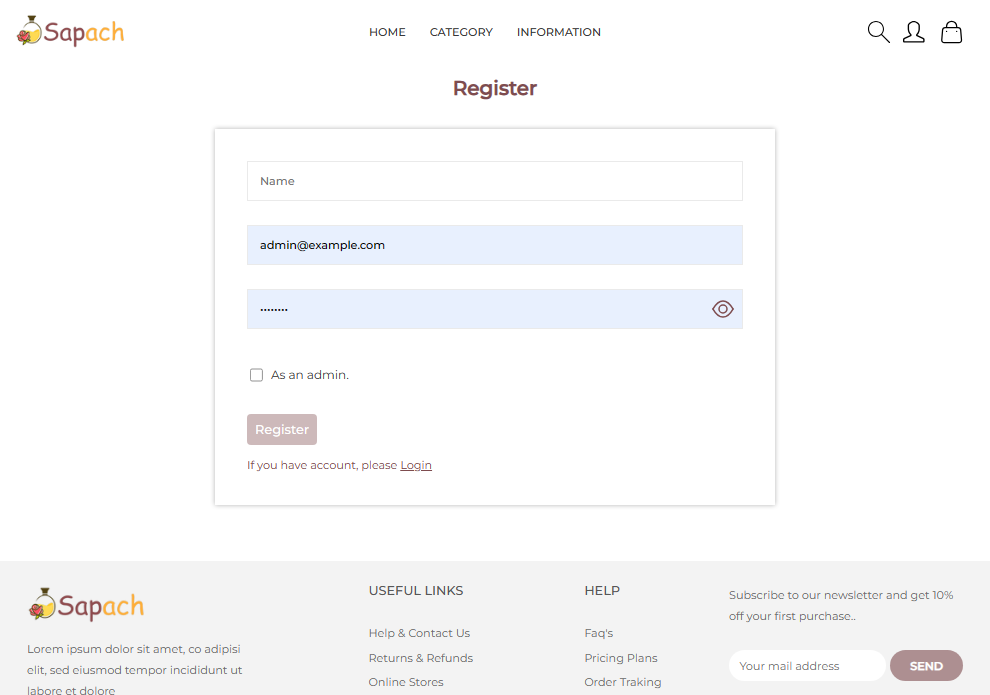 Sapach
HOME CATEGORY INFORMATION
Register
Name
admin@example.com
••••••••
As an admin.
Register
If you have account, please Login
Sapach
Lorem ipsum dolor sit amet, co adipisi
elit, sed eiusmod tempor incididunt ut
labore et dolore
USEFUL LINKS
Help & Contact Us
Returns & Refunds
Online Stores
HELP
Faq's
Pricing Plans
Order Traking
Subscribe to our newsletter and get 10%
off your first purchase..
Your mail address SEND